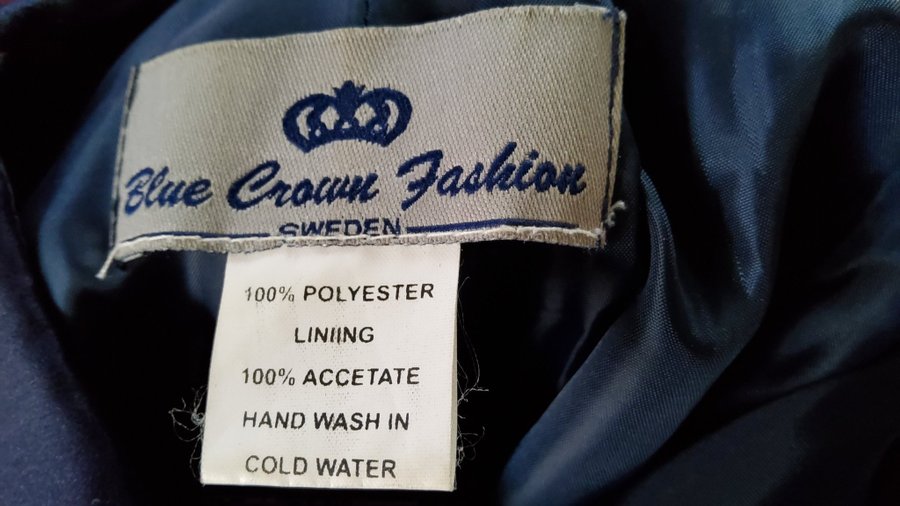 Blue Crown Fashion
SWEDEN
100% POLYESTER
LINIING
100% ACCETATE
HAND WASH IN
COLD WATER